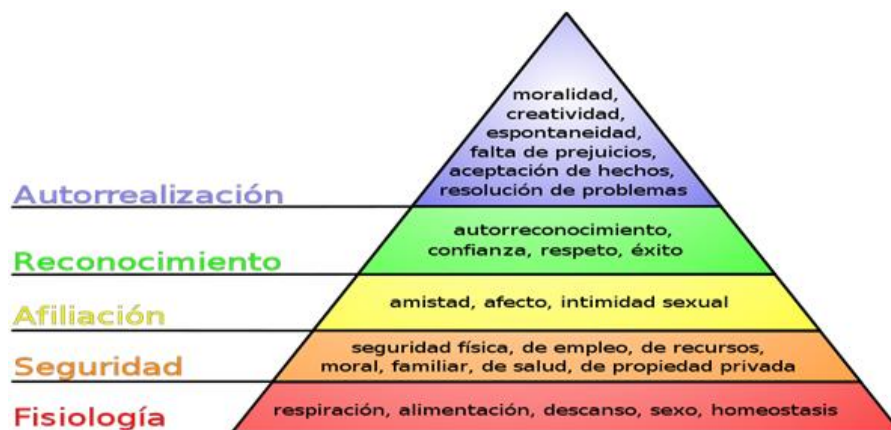 moralidad,
creatividad,
espontaneidad,
falta de prejuicios,
aceptación de hechos,
resolución de problemas
Autorrealización
autorreconocimiento,
confianza, respeto, éxito
Reconocimiento
amistad, afecto, intimidad sexual
Afiliación
seguridad física, de empleo, de recursos,
moral, familiar, de salud, de propiedad privada
Seguridad
respiración, alimentación, descanso, sexo, homeostasis
Fisiología